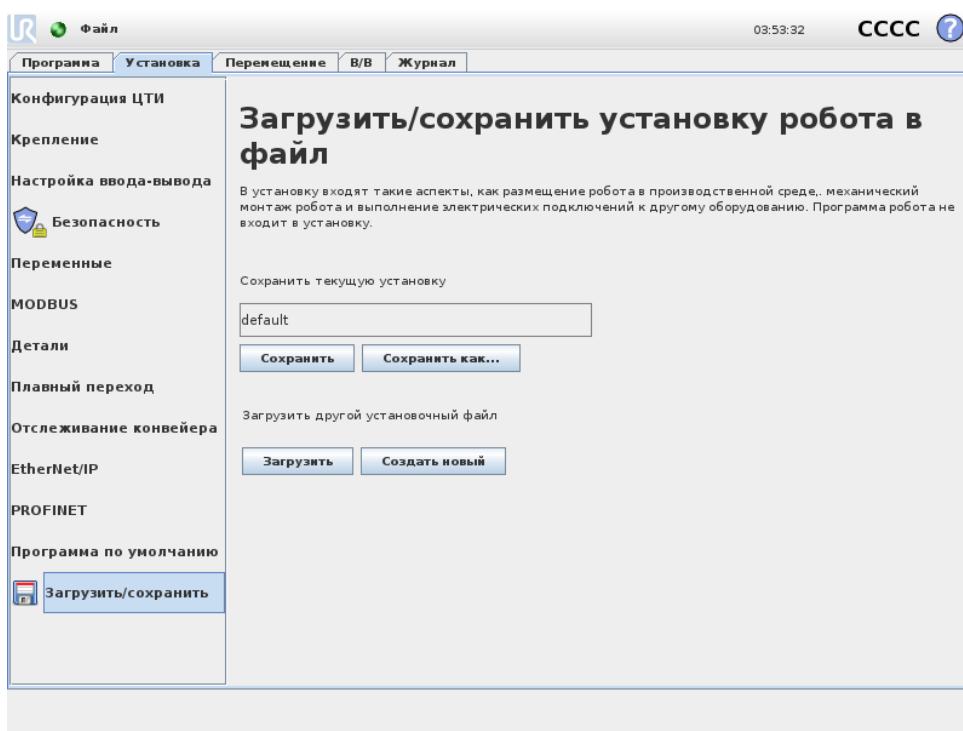 UR Файл 03:53:32 CCCC ?
Программа Установка Перемещение В/В Журнал
Конфигурация ЦТИ
Крепление
Настройка ввода-вывода
Безопасность
Переменные
MODBUS
Детали
Плавный переход
Отслеживание конвейера
EtherNet/IP
PROFINET
Программа по умолчанию
Загрузить/сохранить
Загрузить/сохранить установку робота в
файл
В установку входят такие аспекты, как размещение робота в производственной среде,. механический
монтаж робота и выполнение электрических подключений к другому оборудованию. Программа робота не
входит в установку.
Сохранить текущую установку
default
Сохранить Сохранить как...
Загрузить другой установочный файл
Загрузить Создать новый